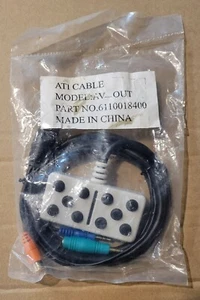 ATI CABLE
MODEL:AV-OUT
PART NO.6110018400
MADE IN CHINA